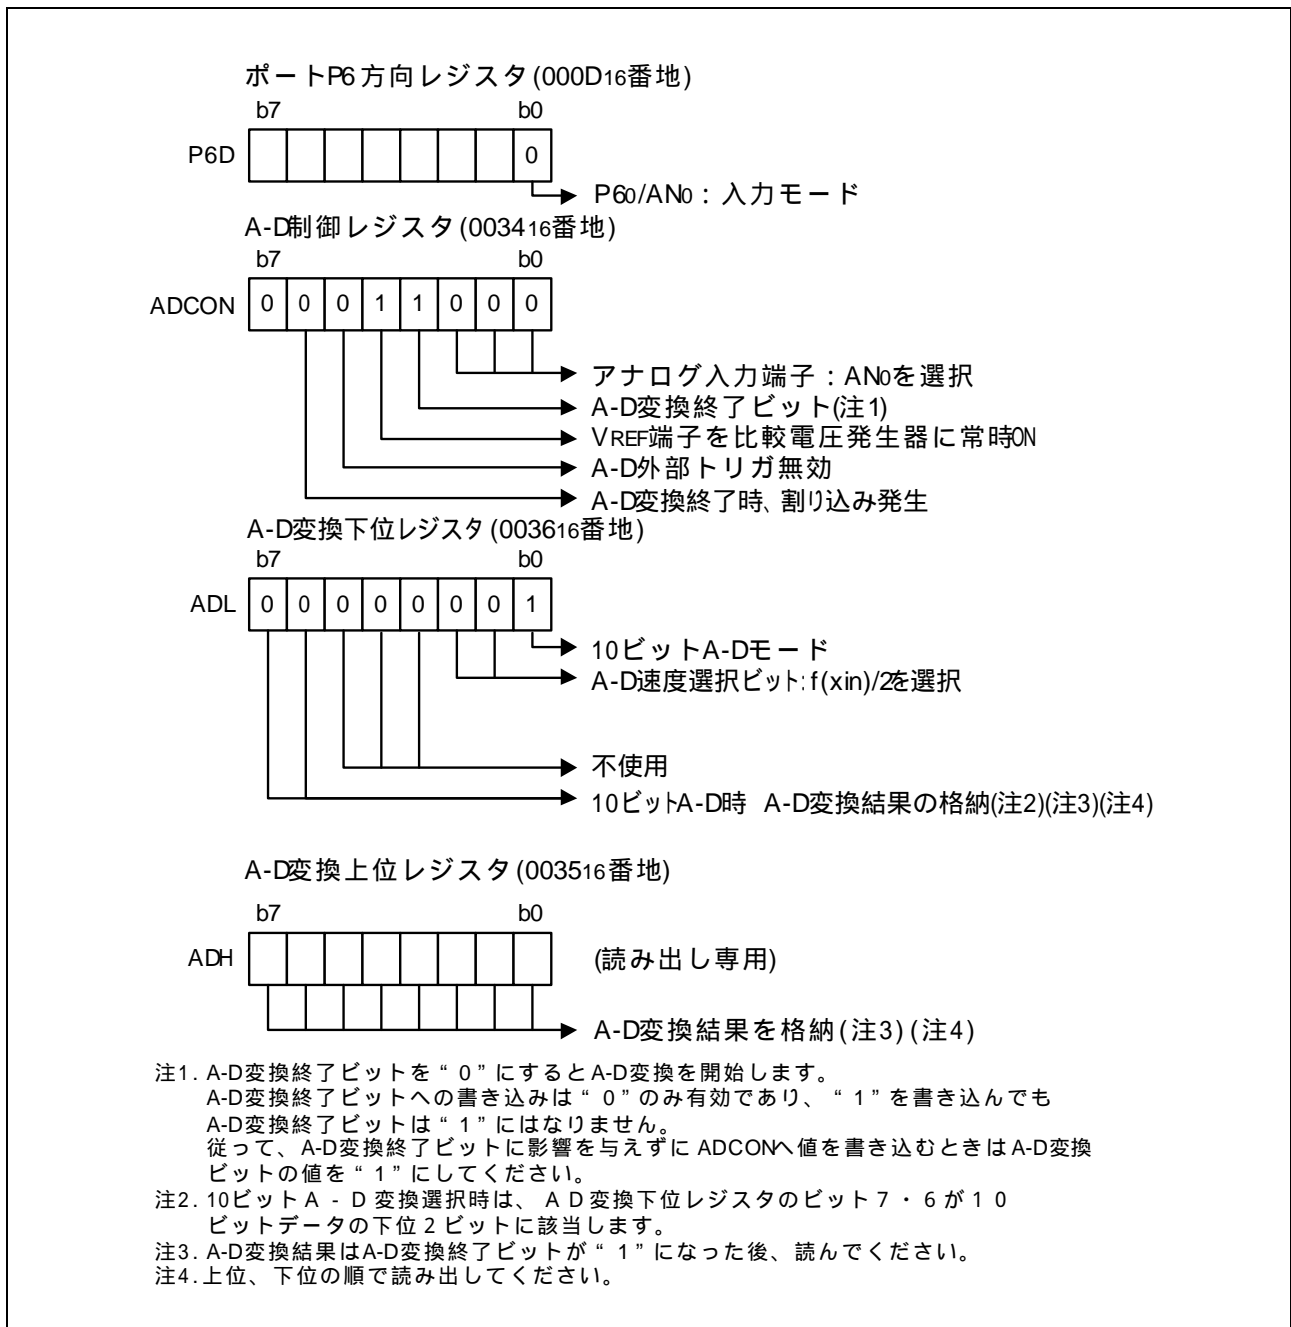 ポートP6方向レジスタ(000D16番地)
b7 b0
P6D 0
P60/AN0：入力モード
A-D制御レジスタ(003416番地)
b7 b0
ADCON 0 0 0 1 1 0 0 0
アナログ入力端子：AN0を選択
A-D変換終了ビット(注1)
VREF端子を比較電圧発生器に常時ON
A-D外部トリガ無効
A-D変換終了時、割り込み発生
A-D変換下位レジスタ(003616番地)
b7 b0
ADL 0 0 0 0 0 0 0 1
10ビットA-Dモード
A-D速度選択ビット:f(xin)/2を選択
不使用
10ビットA-D時 A-D変換結果の格納(注2)(注3)(注4)
A-D変換上位レジスタ(003516番地)
b7 b0
ADH (読み出し専用)
A-D変換結果を格納(注3)(注4)
注1. A-D変換終了ビットを“0”にするとA-D変換を開始します。
A-D変換終了ビットへの書き込みは“0”のみ有効であり、“1”を書き込んでも
A-D変換終了ビットは“1”にはなりません。
従って、A-D変換終了ビットに影響を与えずに ADCONへ値を書き込むときはA-D変換
ビットの値を“1”にしてください。
注2. 10ビットA-D変換選択時は、AD変換下位レジスタのビット7・6が10
ビットデータの下位2ビットに該当します。
注3. A-D変換結果はA-D変換終了ビットが“1”になった後、読んでください。
注4. 上位、下位の順で読み出してください。